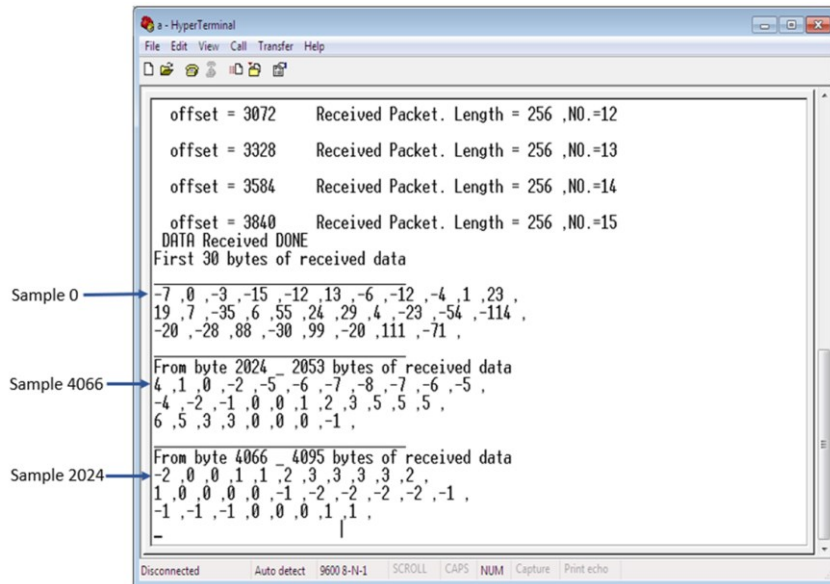 a - HyperTerminal
File Edit View Call Transfer Help
offset = 3072 Received Packet. Length = 256 ,NO.=12
offset = 3328 Received Packet. Length = 256 ,NO.=13
offset = 3584 Received Packet. Length = 256 ,NO.=14
offset = 3840 Received Packet. Length = 256 ,NO.=15
DATA Received DONE
First 30 bytes of received data
Sample 0
-7 ,0 ,-3 ,-15 ,-12 ,13 ,-6 ,-12 ,-4 ,1 ,23 ,
19 ,7 ,-35 ,6 ,55 ,24 ,29 ,4 ,-23 ,-54 ,-114 ,
-20 ,-28 ,88 ,-30 ,99 ,-20 ,111 ,-71 ,
From byte 2024 _ 2053 bytes of received data
Sample 4066
4 ,1 ,0 ,-2 ,-5 ,-6 ,-7 ,-8 ,-7 ,-6 ,-5 ,
-4 ,-2 ,-1 ,0 ,0 ,1 ,2 ,3 ,5 ,5 ,5 ,
6 ,5 ,3 ,3 ,0 ,0 ,0 ,-1 ,
From byte 4066 _ 4095 bytes of received data
Sample 2024
-2 ,0 ,0 ,1 ,1 ,2 ,3 ,3 ,3 ,3 ,2 ,
1 ,0 ,0 ,0 ,0 ,-1 ,-2 ,-2 ,-2 ,-2 ,-1 ,
-1 ,-1 ,-1 ,0 ,0 ,0 ,1 ,1 ,
Disconnected Auto detect 9600 8-N-1 SCROLL CAPS NUM Capture Print echo